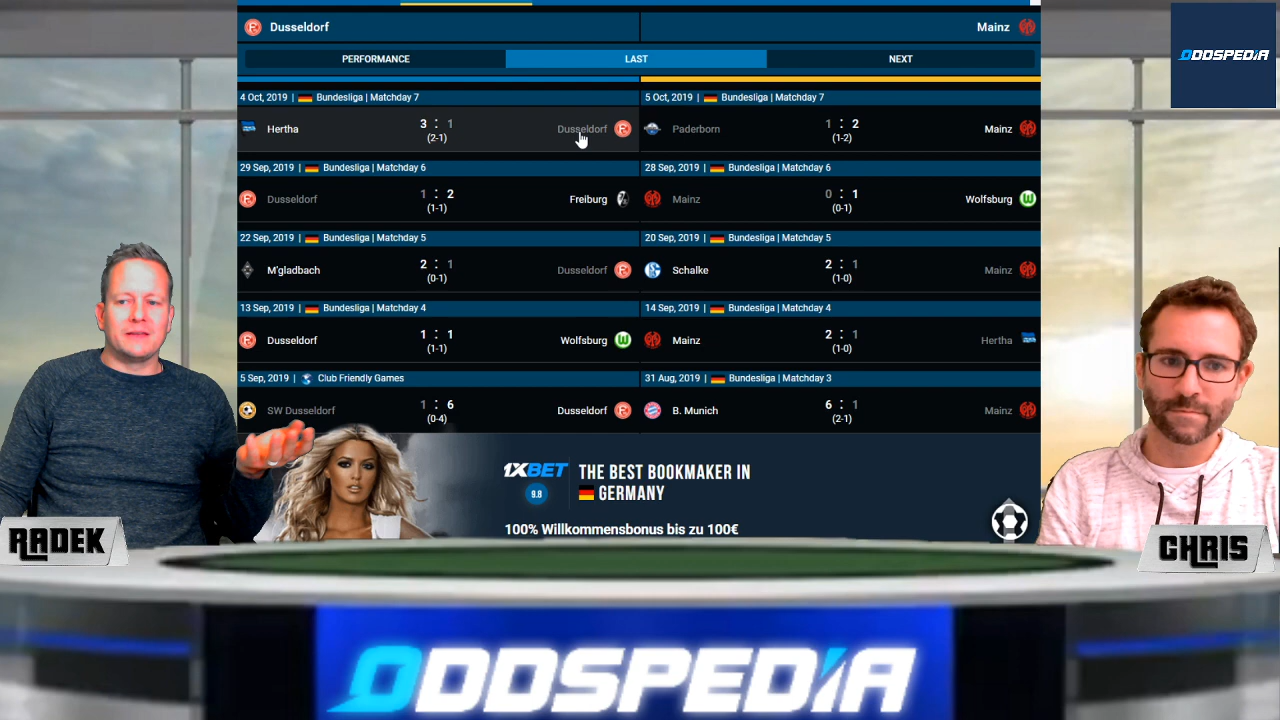 Dusseldorf
Mainz
ODDSPEDIA
PERFORMANCE
LAST
NEXT
4 Oct, 2019 | Bundesliga | Matchday 7
Hertha 3 : 1 Dusseldorf
(2-1)
29 Sep, 2019 | Bundesliga | Matchday 6
Dusseldorf 1 : 2 Freiburg
(1-1)
22 Sep, 2019 | Bundesliga | Matchday 5
M'gladbach 2 : 1 Dusseldorf
(0-1)
13 Sep, 2019 | Bundesliga | Matchday 4
Dusseldorf 1 : 1 Wolfsburg
(1-1)
5 Sep, 2019 | Club Friendly Games
SW Dusseldorf 1 : 6 Dusseldorf
(0-4)
5 Oct, 2019 | Bundesliga | Matchday 7
Paderborn 1 : 2 Mainz
(1-2)
28 Sep, 2019 | Bundesliga | Matchday 6
Mainz 0 : 1 Wolfsburg
(0-1)
20 Sep, 2019 | Bundesliga | Matchday 5
Schalke 2 : 1 Mainz
(1-0)
14 Sep, 2019 | Bundesliga | Matchday 4
Mainz 2 : 1 Hertha
(1-0)
31 Aug, 2019 | Bundesliga | Matchday 3
B. Munich 6 : 1 Mainz
(2-1)
1XBET
9.8
THE BEST BOOKMAKER IN
GERMANY
100% Willkommensbonus bis zu 100€
RADEK
CHRIS
ODDSPEDIA